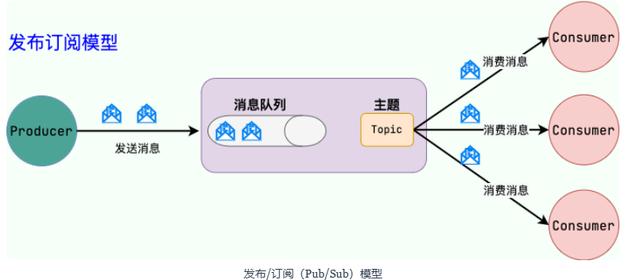 发布订阅模型
Producer
发送消息
消息队列
主题
Topic
消费消息
Consumer
消费消息
Consumer
消费消息
Consumer
发布/订阅（Pub/Sub）模型